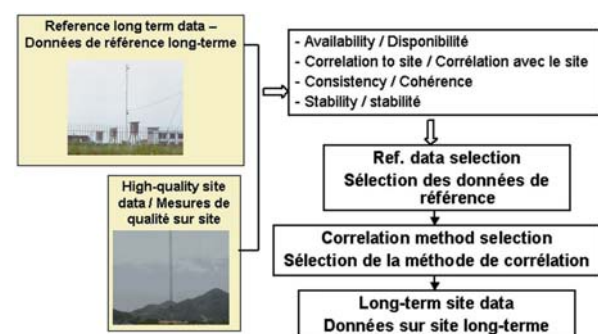 Reference long term data –
Données de référence long-terme
High-quality site
data / Mesures de
qualité sur site
- Availability / Disponibilité
- Correlation to site / Corrélation avec le site
- Consistency / Cohérence
- Stability / stabilité
Ref. data selection
Sélection des données de
référence
Correlation method selection
Sélection de la méthode de corrélation
Long-term site data
Données sur site long-terme